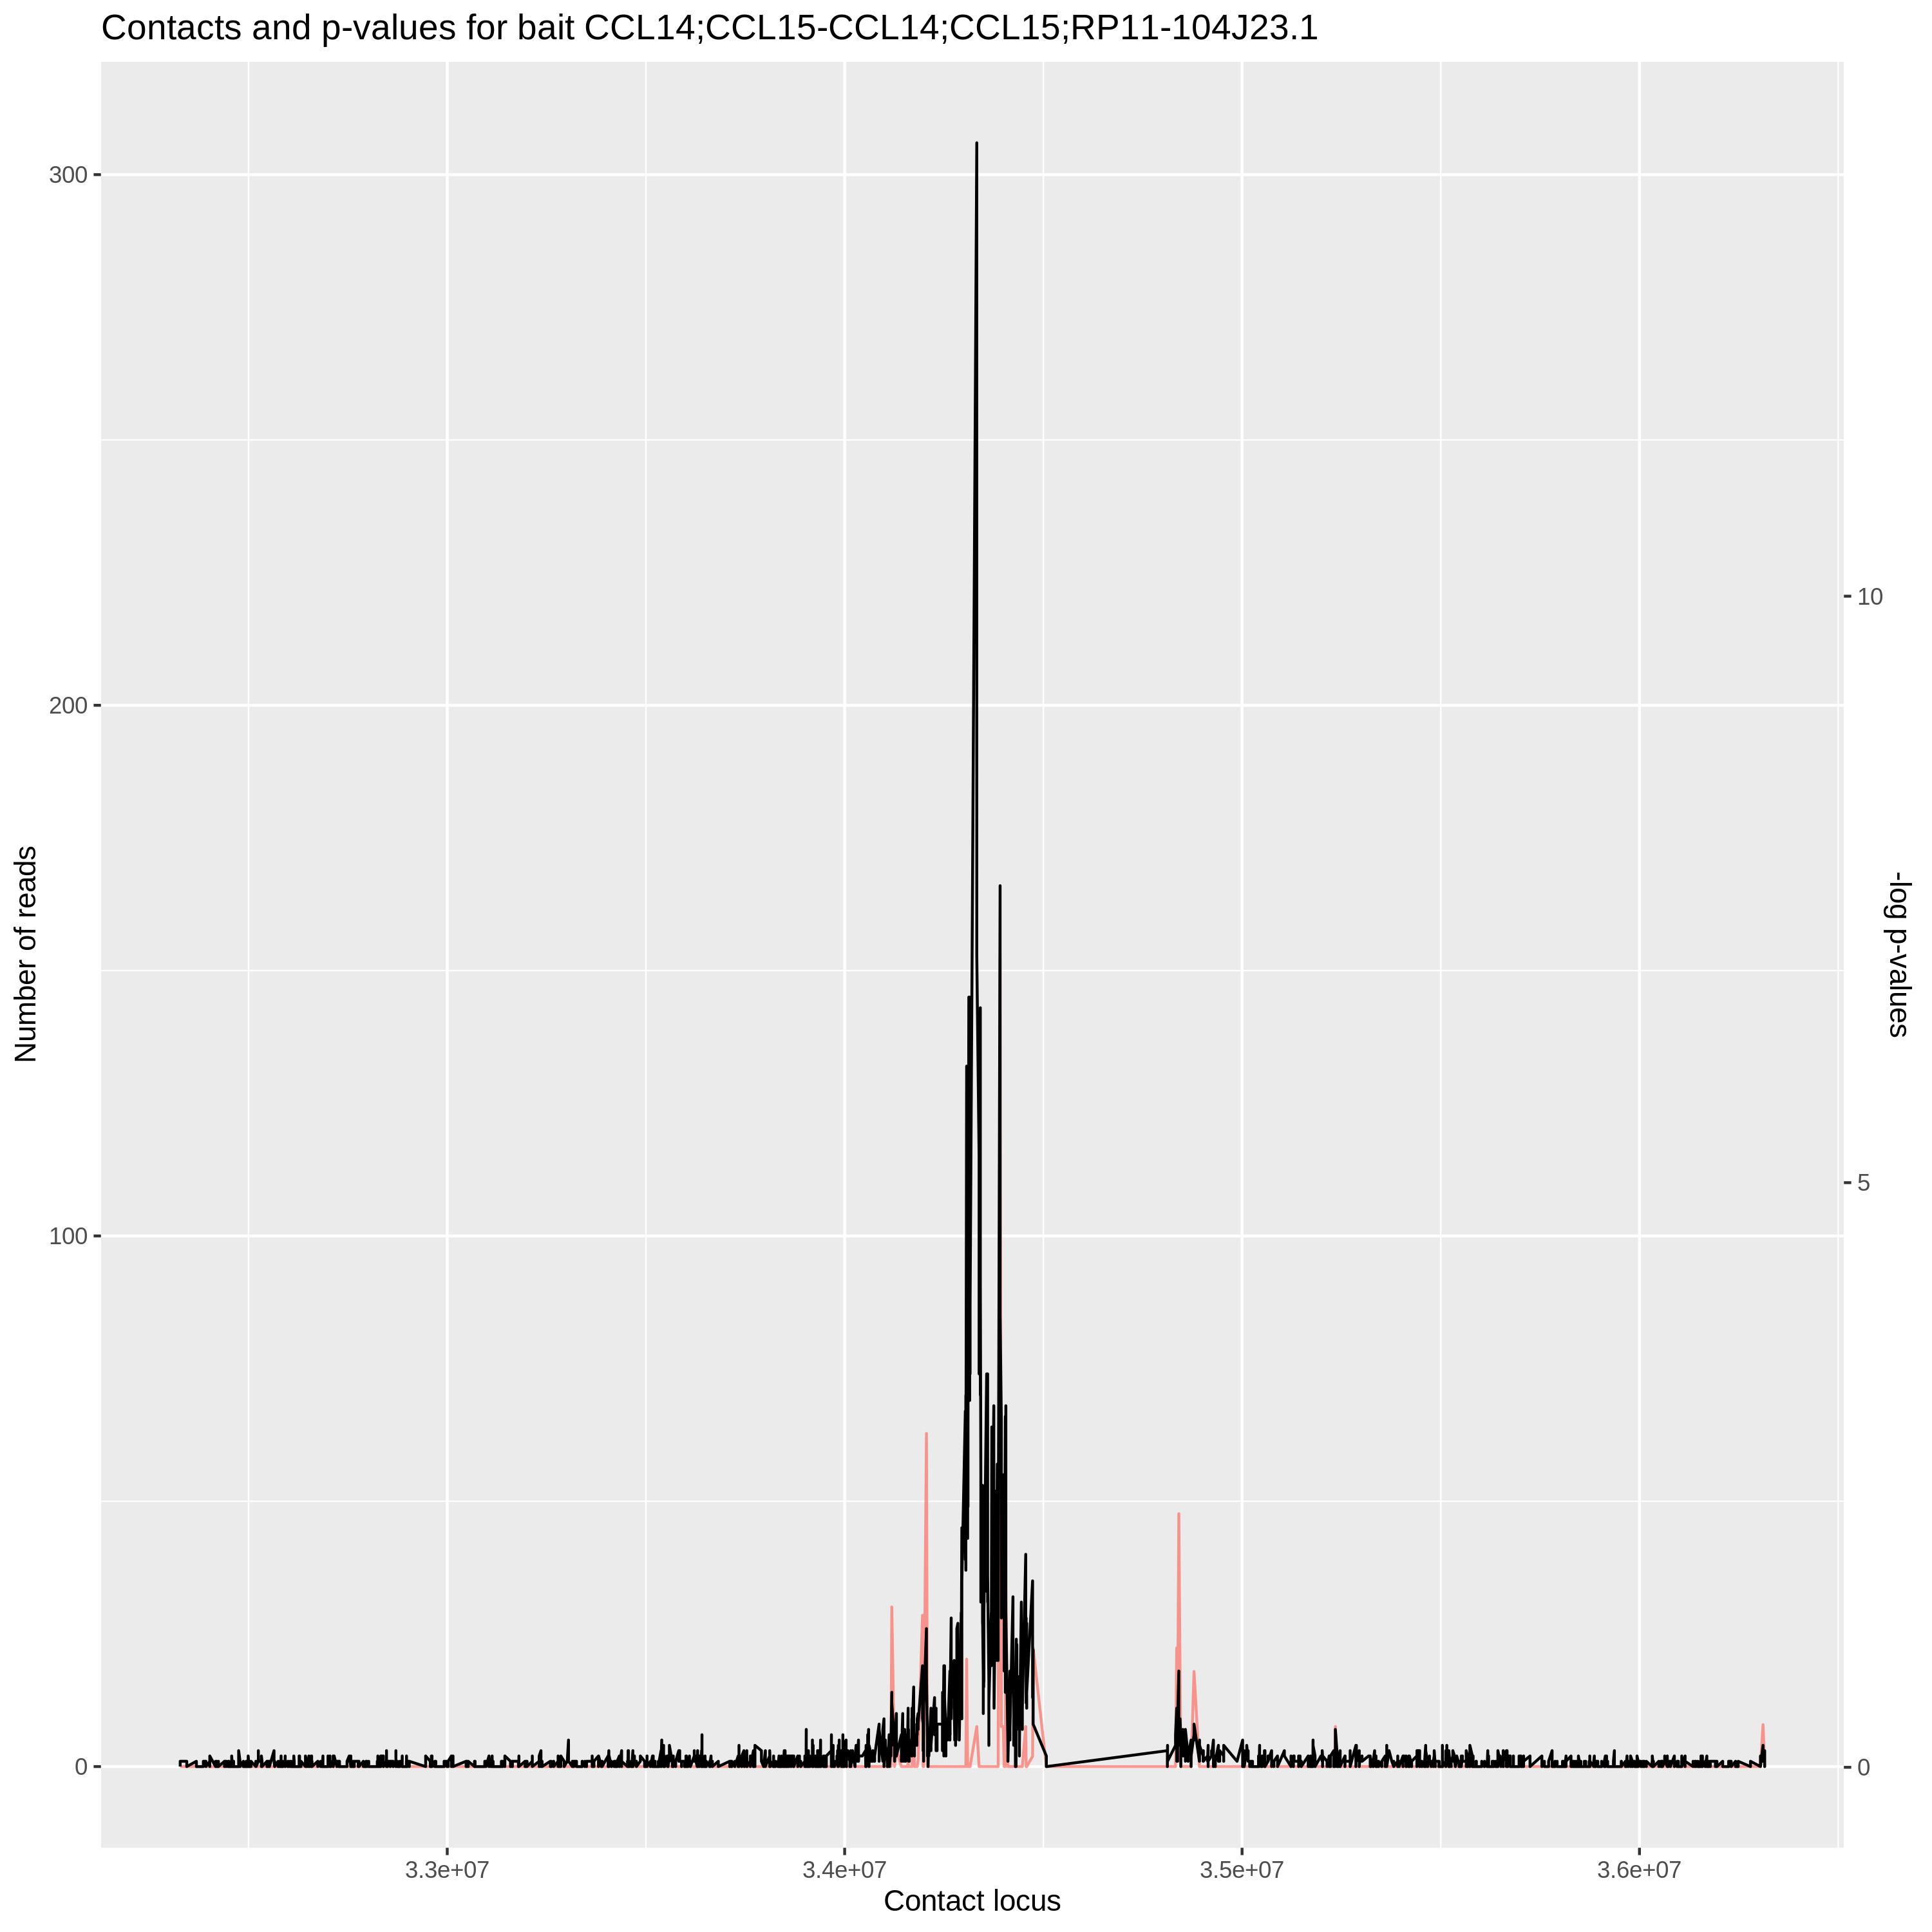 Contacts and p-values for bait CCL14;CCL15-CCL14;CCL15;RP11-104J23.1
300
200
100
0
Number of reads
10
5
0
-log p-values
3.3e+07
3.4e+07
3.5e+07
3.6e+07
Contact locus